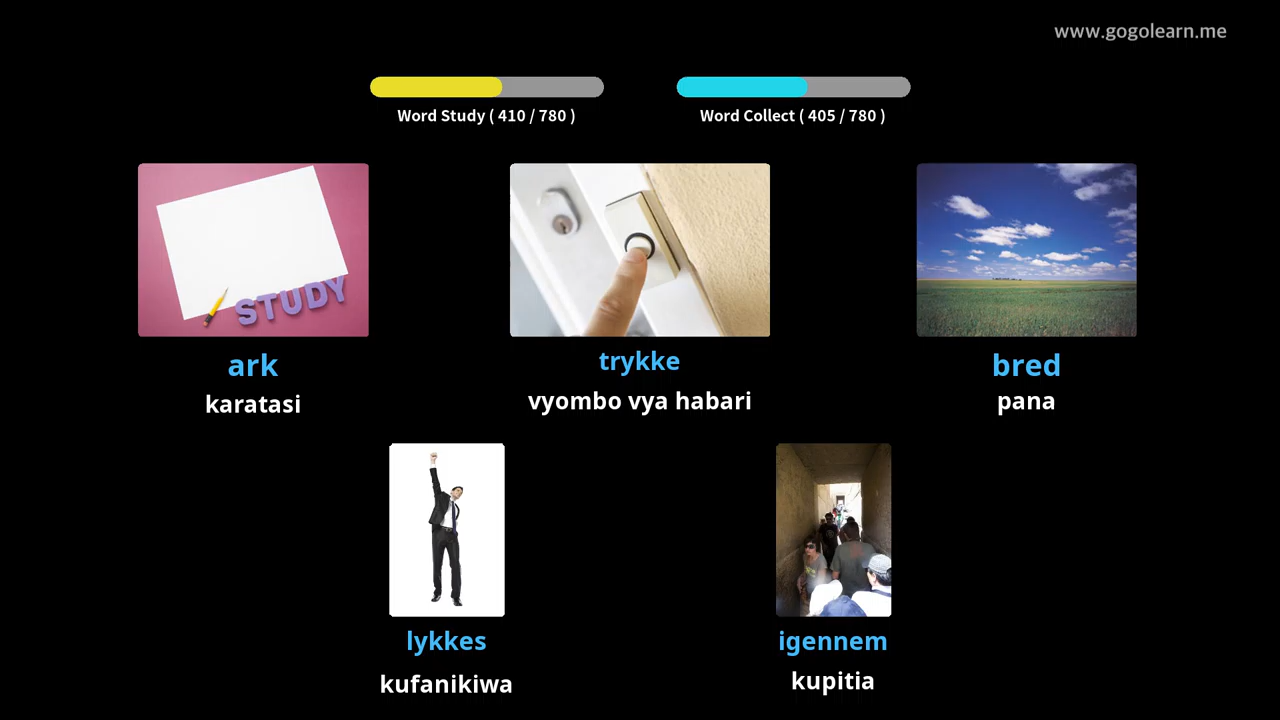 www.gogolearn.me
Word Study ( 410 / 780 )
Word Collect ( 405 / 780 )
STUDY
ark
karatasi
trykke
vyombo vya habari
bred
pana
lykkes
kufanikiwa
igennem
kupitia